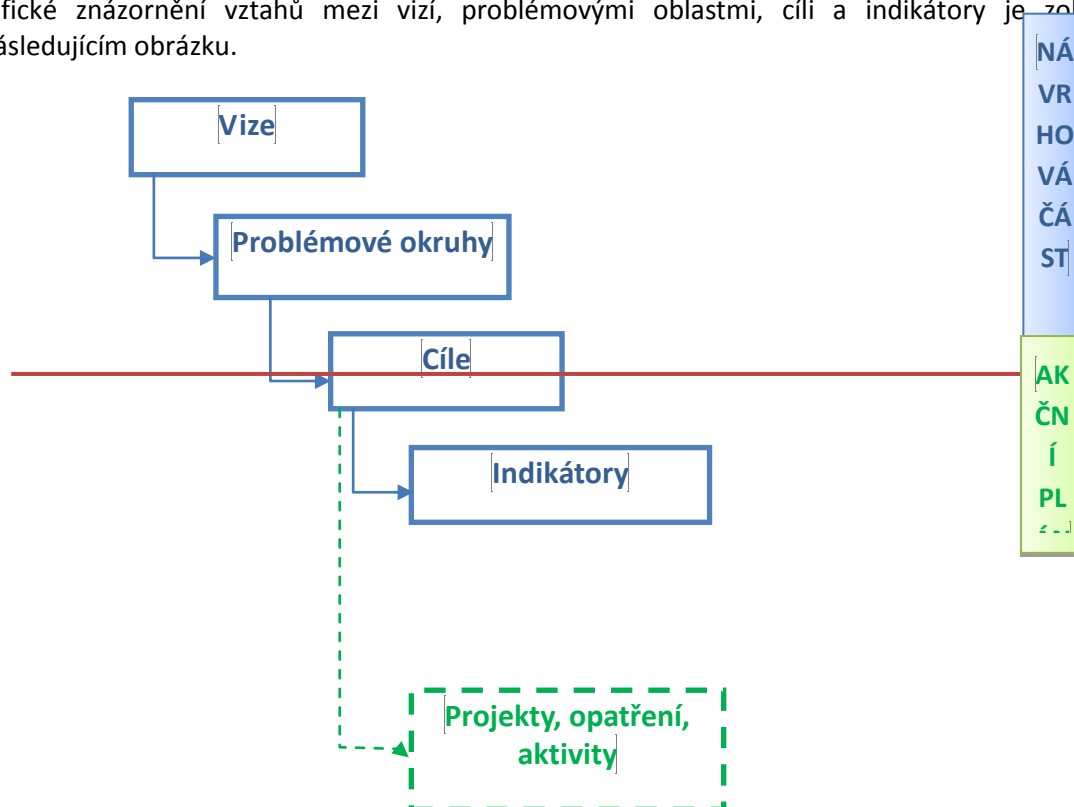 fické znázornění vztahů mezi vizí, problémovými oblastmi, cíli a indikátory je
ásledujícím obrázku.
NÁ
VR
HO
VÁ
ČÁ
ST
Vize
Problémové okruhy
Cíle
AK
ČN
Í
PL
Indikátory
Projekty, opatření,
aktivity